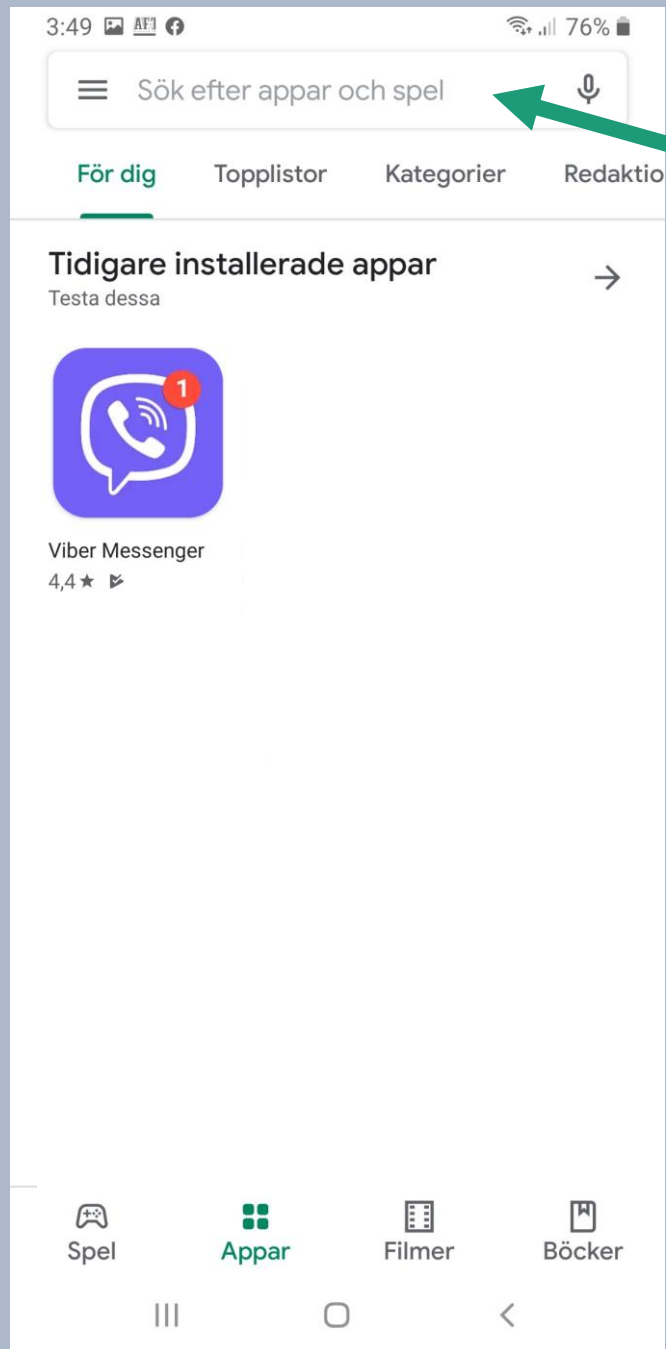 3:49 AFJ 76%
Sök efter appar och spel
För dig Topplistor Kategorier Redaktio
Tidigare installerade appar
Testa dessa
1
Viber Messenger
4,4★
Spel Appar Filmer Böcker